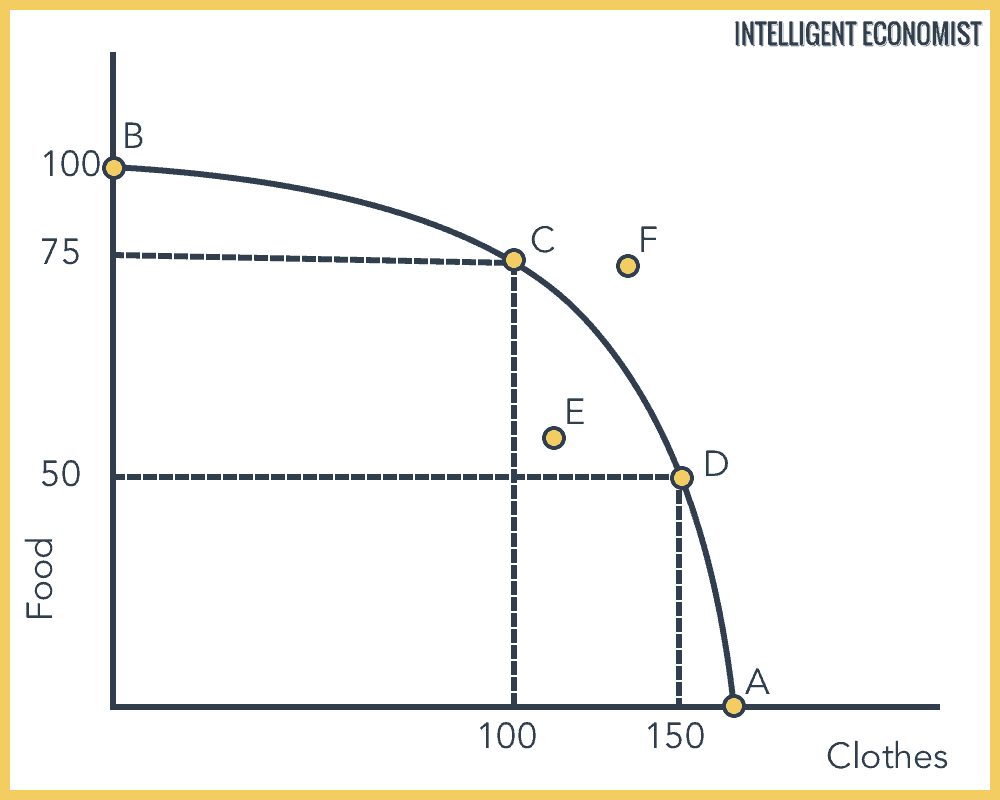 INTELLIGENT ECONOMIST
B
100
C
F
75
E
D
50
Food
A
100
150
Clothes